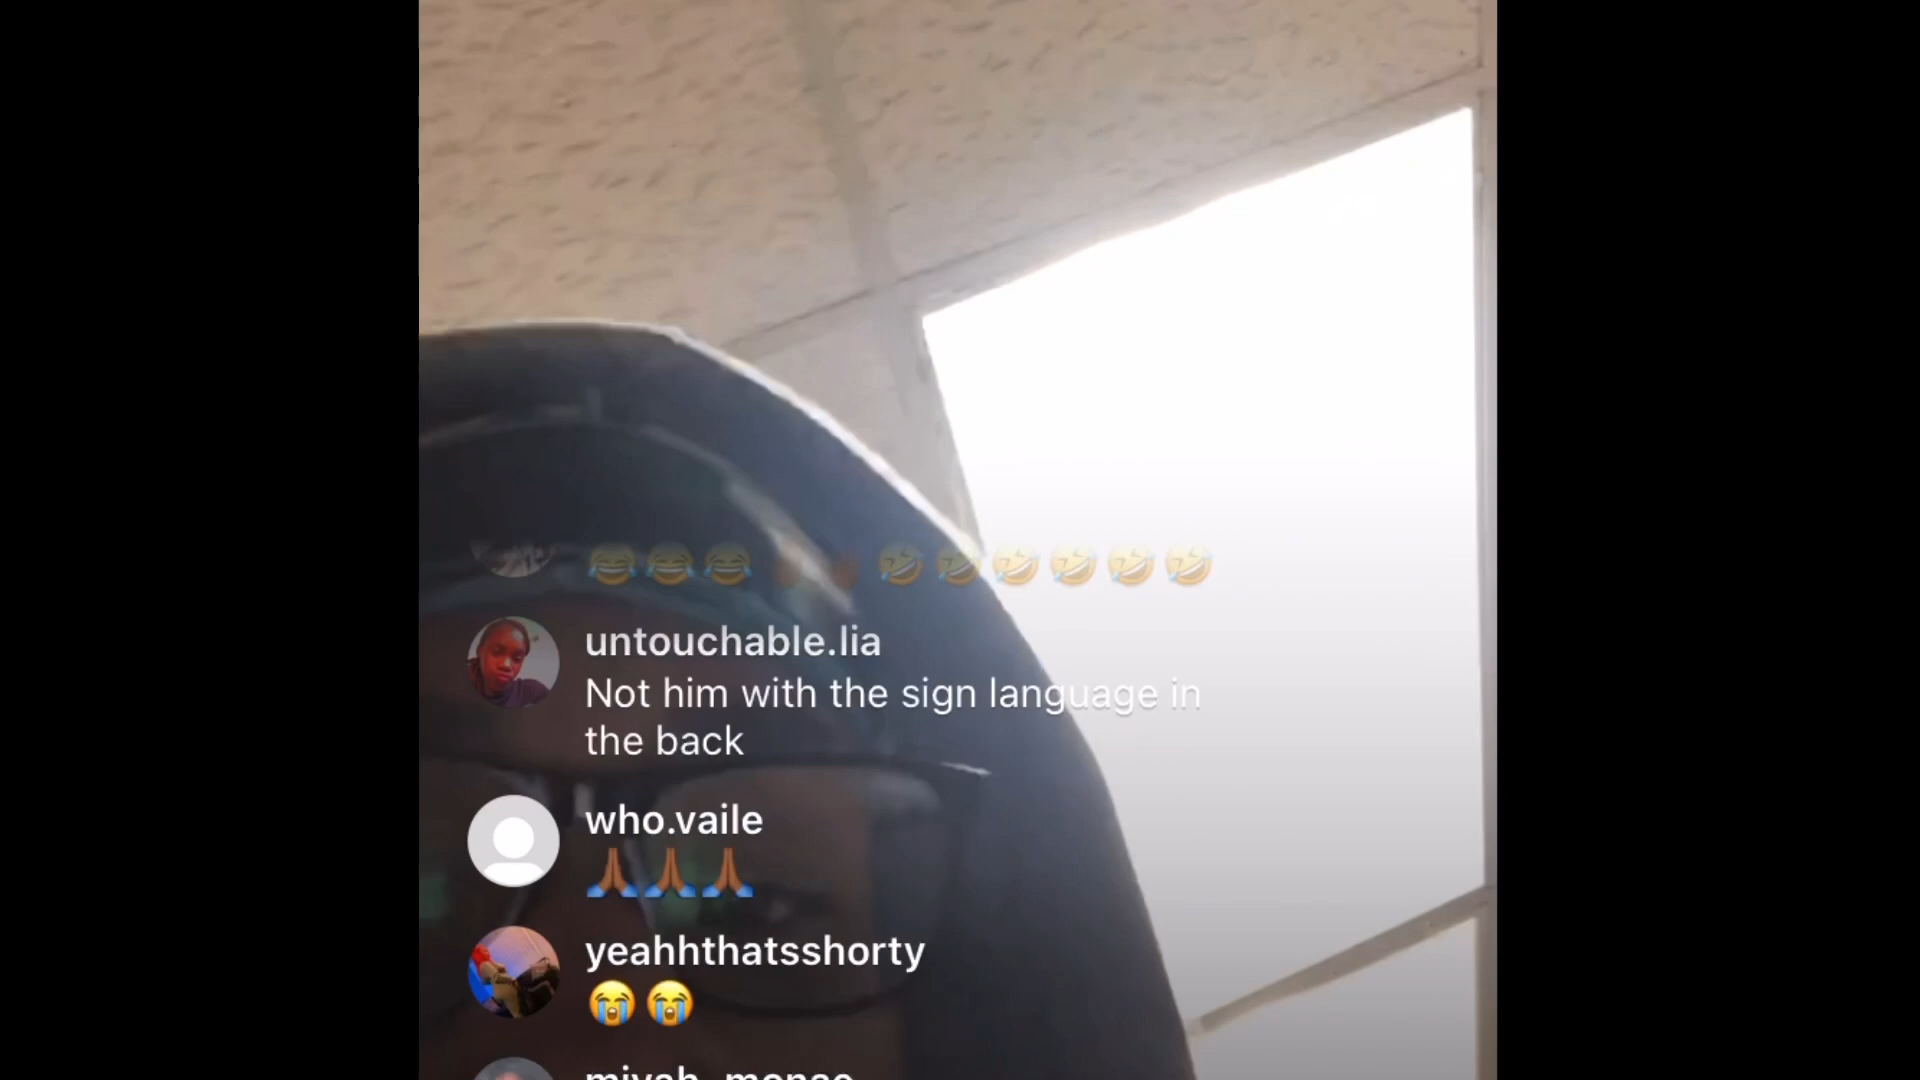 😂😂😂🤣🤣🤣🤣🤣🤣
untouchable.lia
Not him with the sign language in
the back
who.vaile
🙏🏾🙏🏾🙏🏾
yeahhthatsshorty
😭😭